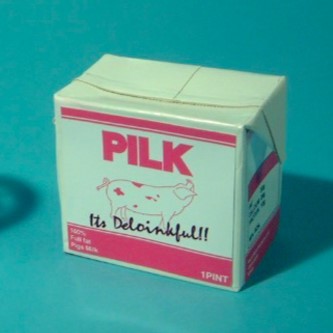 PILK
Its Deloinkful!!
100%
Full fat
Pigs Milk
1PINT